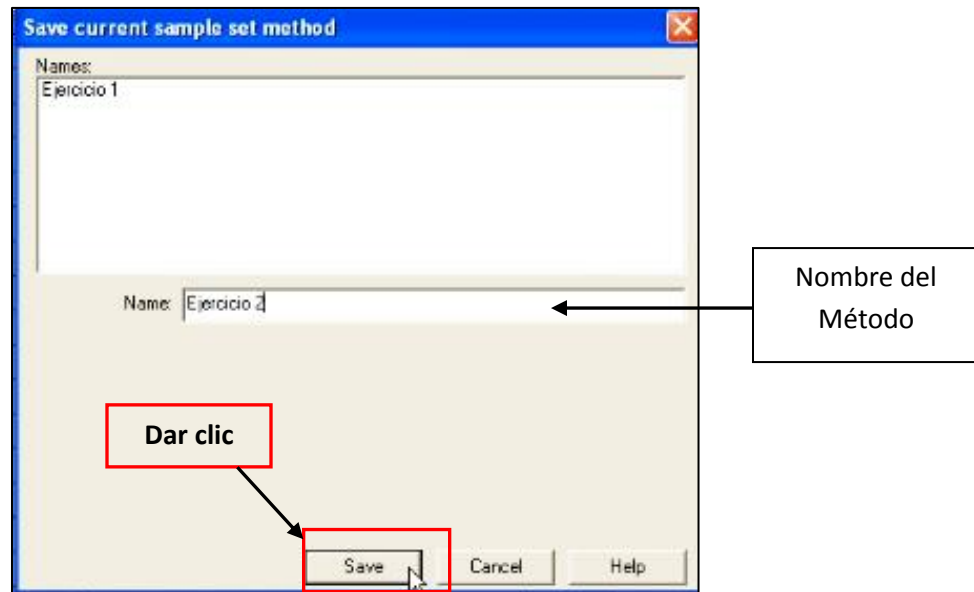 Save current sample set method
Names:
Ejercicio 1
Name: Ejercicio 2
Nombre del
Método
Dar clic
Save Cancel Help